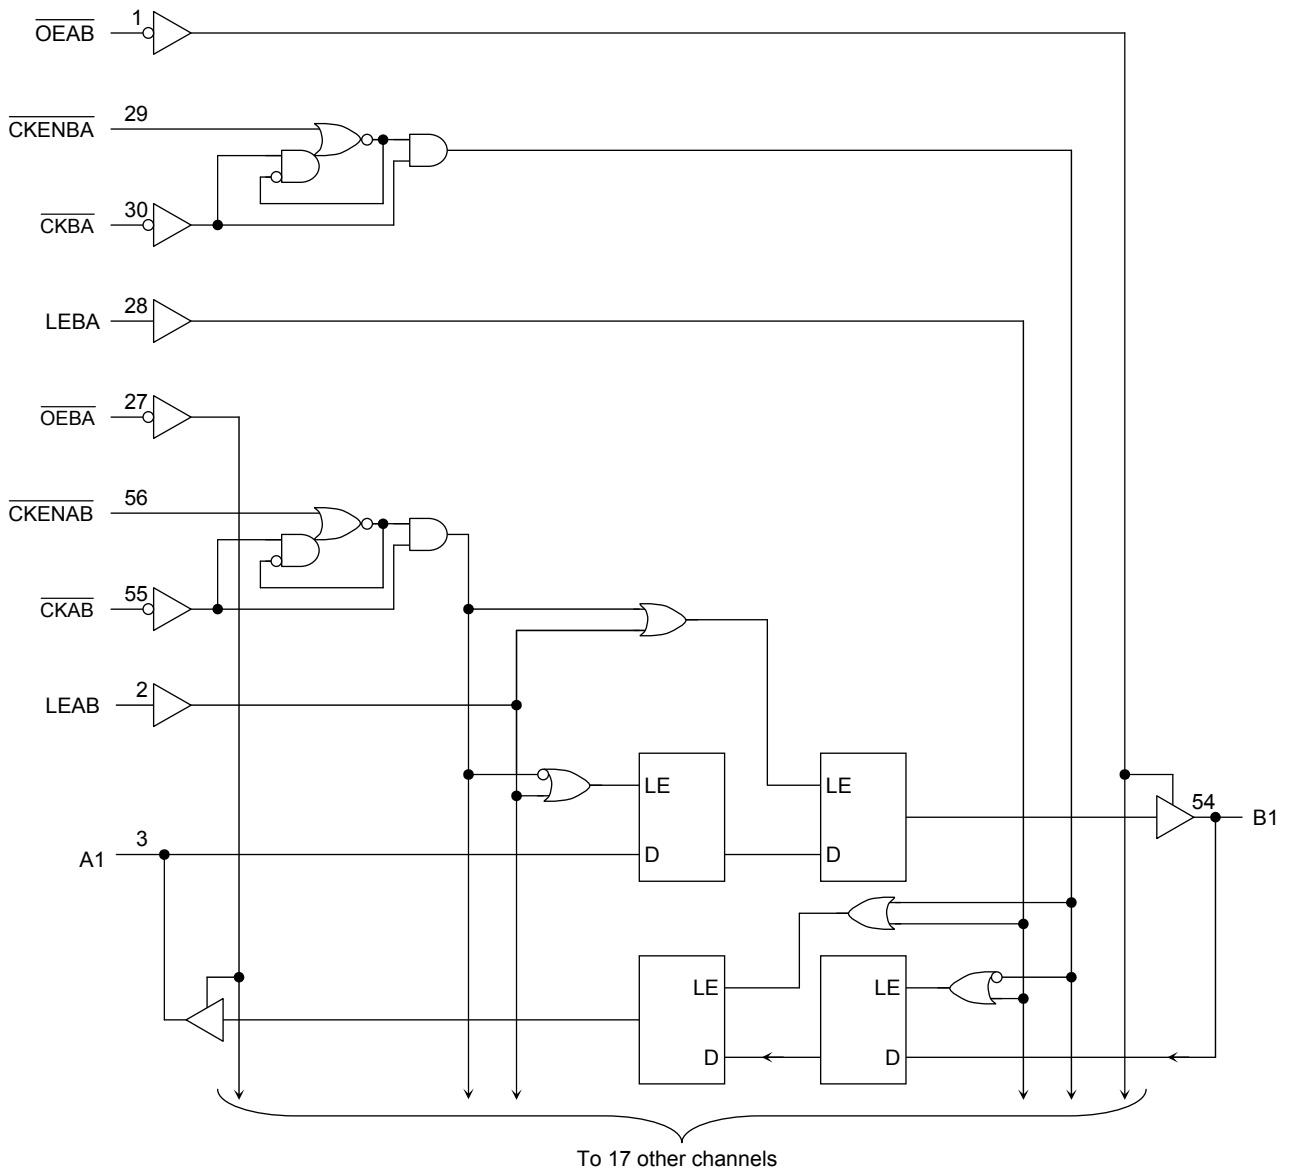 OEAB 1
CKENBA 29
CKBA 30
LEBA 28
OEBA 27
CKENAB 56
CKAB 55
LEAB 2
LE LE
54 B1
A1 3 D D
LE LE
D D
To 17 other channels